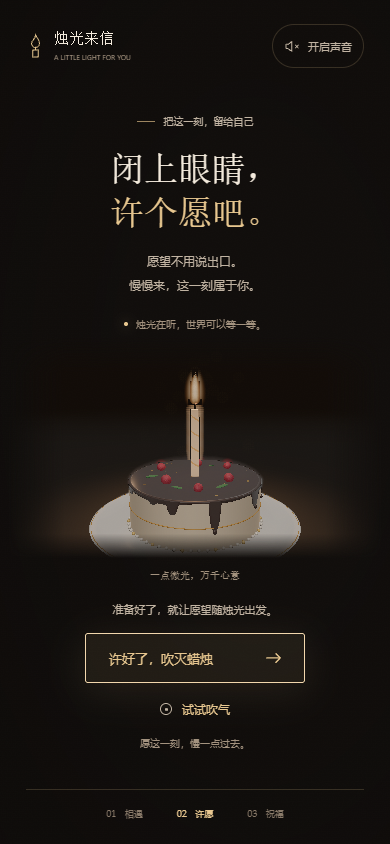 烛光来信
A LITTLE LIGHT FOR YOU
开启声音
把这一刻，留给自己
闭上眼睛，
许个愿吧。
愿望不用说出口。
慢慢来，这一刻属于你。
烛光在听，世界可以等一等。
一点微光，万千心意
准备好了，就让愿望随烛光出发。
许好了，吹灭蜡烛
试试吹气
愿这一刻，慢一点过去。
01 相遇 02 许愿 03 祝福